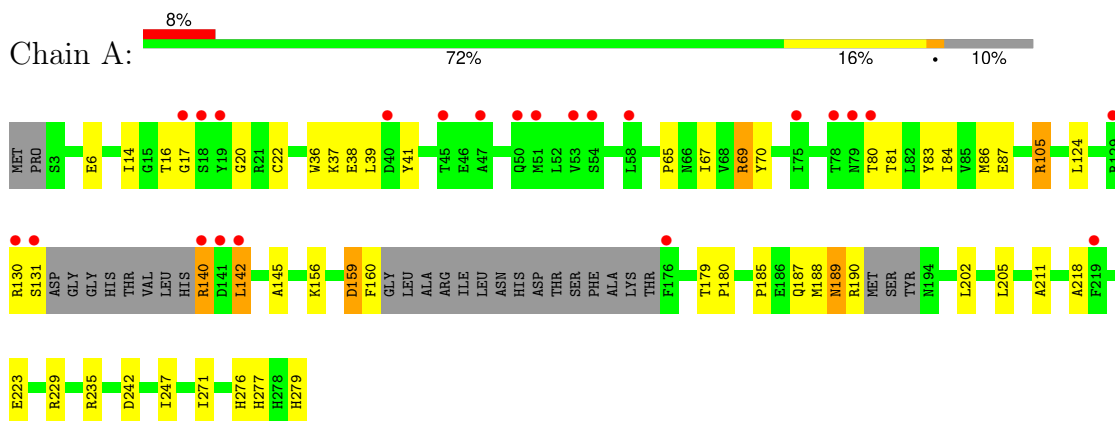 8%
Chain A:
72% 16% • 10%
MET PRO S3 E6 I14 G15 T16 G17 S18 Y19 G20 R21 C22 W36 K37 E38 L39 D40 Y41 T45 E46 A47 Q50 M51 L52 V53 S54 L58 P65 N66 I67 V68 R69 Y70 I75 T78 N79 T80 T81 L82 Y83 I84 V85 M86 E87 R105 L124 R129
R130 S131 ASP GLY GLY HIS THR VAL LEU HIS R140 D141 L142 A145 K156 D159 F160 GLY LEU ALA ARG ILE LEU ASN HIS ASP THR SER PHE ALA LYS THR F176 T179 P180 P185 E186 Q187 M188 N189 R190 MET SER TYR N194 L202 L205 A211 A218 F219
E223 R229 R235 D242 I247 I271 H276 H277 H278 H279